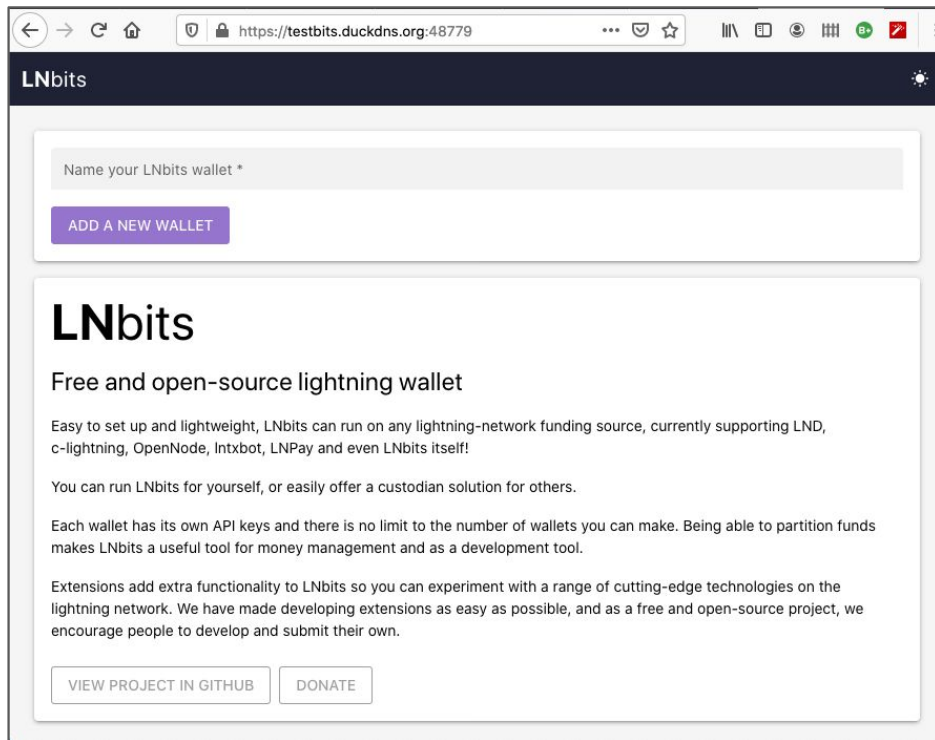 https://testbits.duckdns.org:48779
B+
LNbits
Name your LNbits wallet *
ADD A NEW WALLET
LNbits
Free and open-source lightning wallet
Easy to set up and lightweight, LNbits can run on any lightning-network funding source, currently supporting LND,
c-lightning, OpenNode, lntxbot, LNPay and even LNbits itself!
You can run LNbits for yourself, or easily offer a custodian solution for others.
Each wallet has its own API keys and there is no limit to the number of wallets you can make. Being able to partition funds
makes LNbits a useful tool for money management and as a development tool.
Extensions add extra functionality to LNbits so you can experiment with a range of cutting-edge technologies on the
lightning network. We have made developing extensions as easy as possible, and as a free and open-source project, we
encourage people to develop and submit their own.
VIEW PROJECT IN GITHUB
DONATE